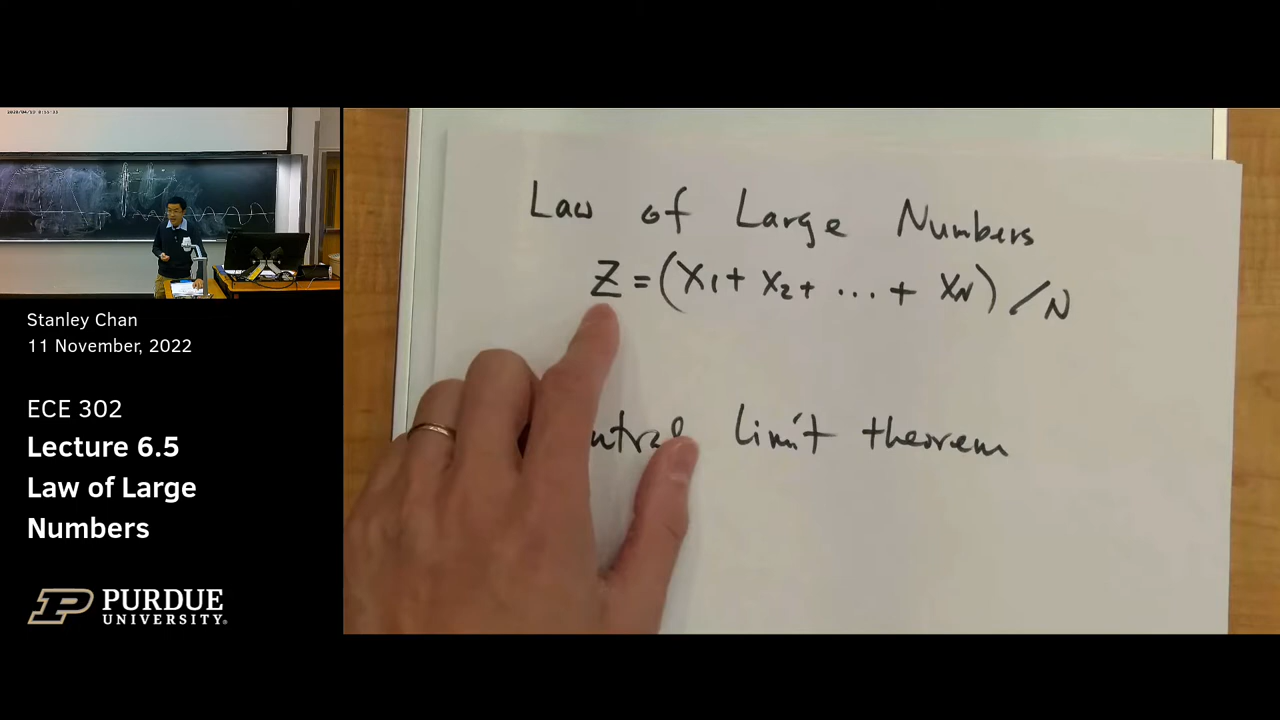 Stanley Chan
11 November, 2022
ECE 302
Lecture 6.5
Law of Large
Numbers
PURDUE
UNIVERSITY.
Law of Large Numbers
Z = (X1 + X2 + ... + XN) / N
ntral limit theorem